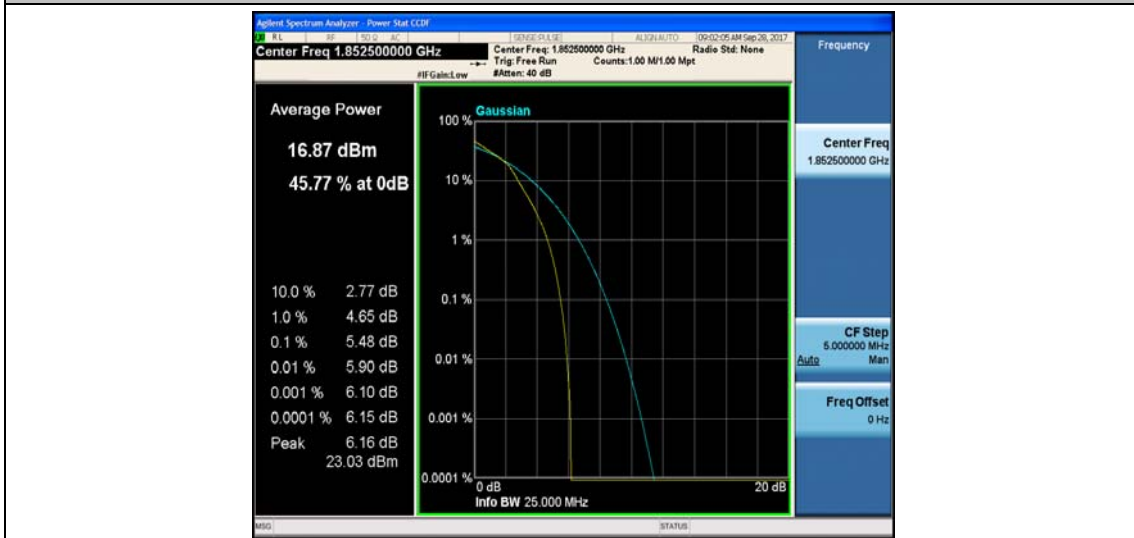 Agilent Spectrum Analyzer - Power Stat CCDF
RL RF 50 Ω AC SENSE:PULSE ALIGNAUTO 09:02:05 AM Sep 28, 2017
Center Freq 1.852500000 GHz
Center Freq: 1.852500000 GHz Radio Std: None
Trig: Free Run Counts:1.00 M/1.00 Mpt
#IFGain:Low #Atten: 40 dB
Average Power
16.87 dBm
45.77 % at 0dB
10.0 % 2.77 dB
1.0 % 4.65 dB
0.1 % 5.48 dB
0.01 % 5.90 dB
0.001 % 6.10 dB
0.0001 % 6.15 dB
Peak 6.16 dB
23.03 dBm
Gaussian
100 %
10 %
1 %
0.1 %
0.01 %
0.001 %
0.0001 %
0 dB 20 dB
Info BW 25.000 MHz
Frequency
Center Freq
1.852500000 GHz
CF Step
5.000000 MHz
Auto Man
Freq Offset
0 Hz
MSG STATUS